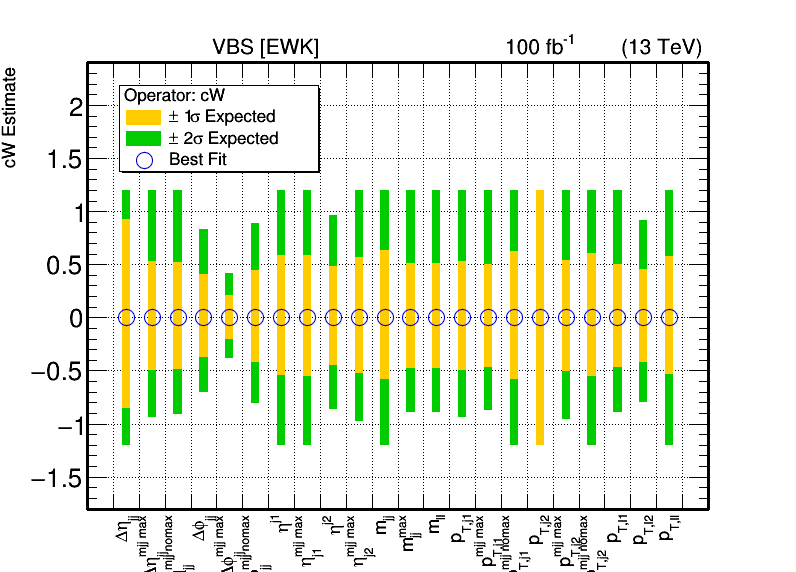 VBS [EWK] 100 fb-1 (13 TeV)
cW Estimate
Operator: cW
± 1σ Expected
± 2σ Expected
Best Fit
2
1.5
1
0.5
0
−0.5
−1
−1.5
Δηjj
Δφjj
ηj1
ηj2
mjj
mjj max
mll
pT,j1
pT,j2
pT,l1
pT,l2
pT,ll